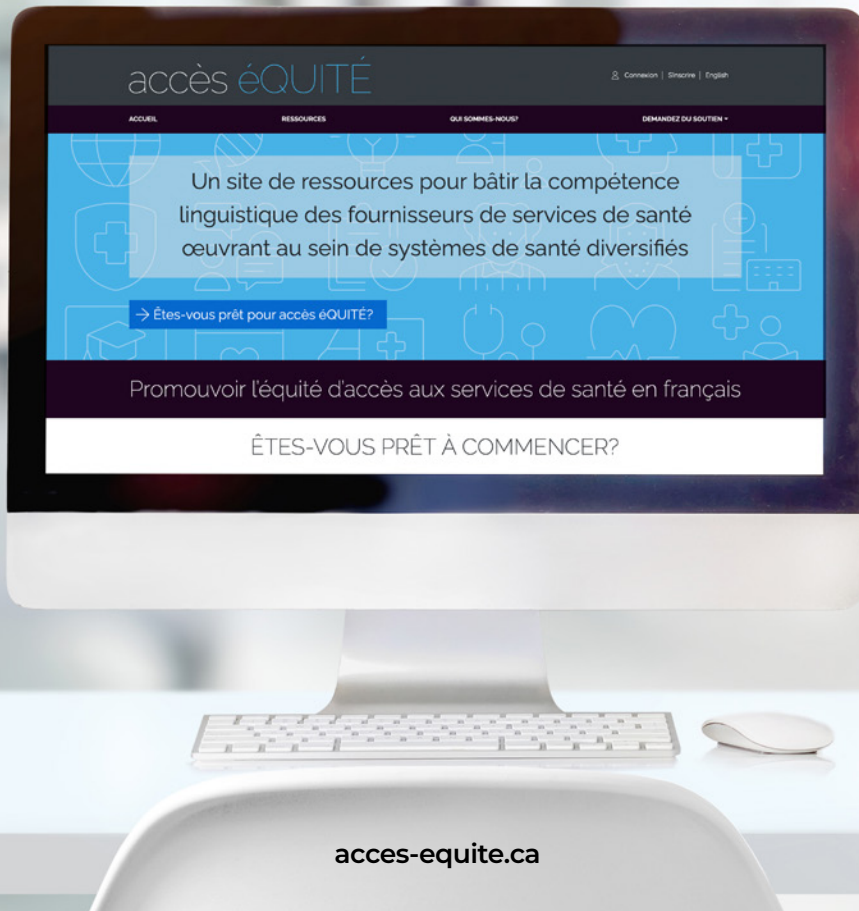 accès éQUITÉ
Connexion | S'inscrire | English
ACCUEIL RESSOURCES QUI SOMMES-NOUS? DEMANDEZ DU SOUTIEN
Un site de ressources pour bâtir la compétence
linguistique des fournisseurs de services de santé
œuvrant au sein de systèmes de santé diversifiés
→ Êtes-vous prêt pour accès éQUITÉ?
Promouvoir l'équité d'accès aux services de santé en français
ÊTES-VOUS PRÊT À COMMENCER?
acces-equite.ca